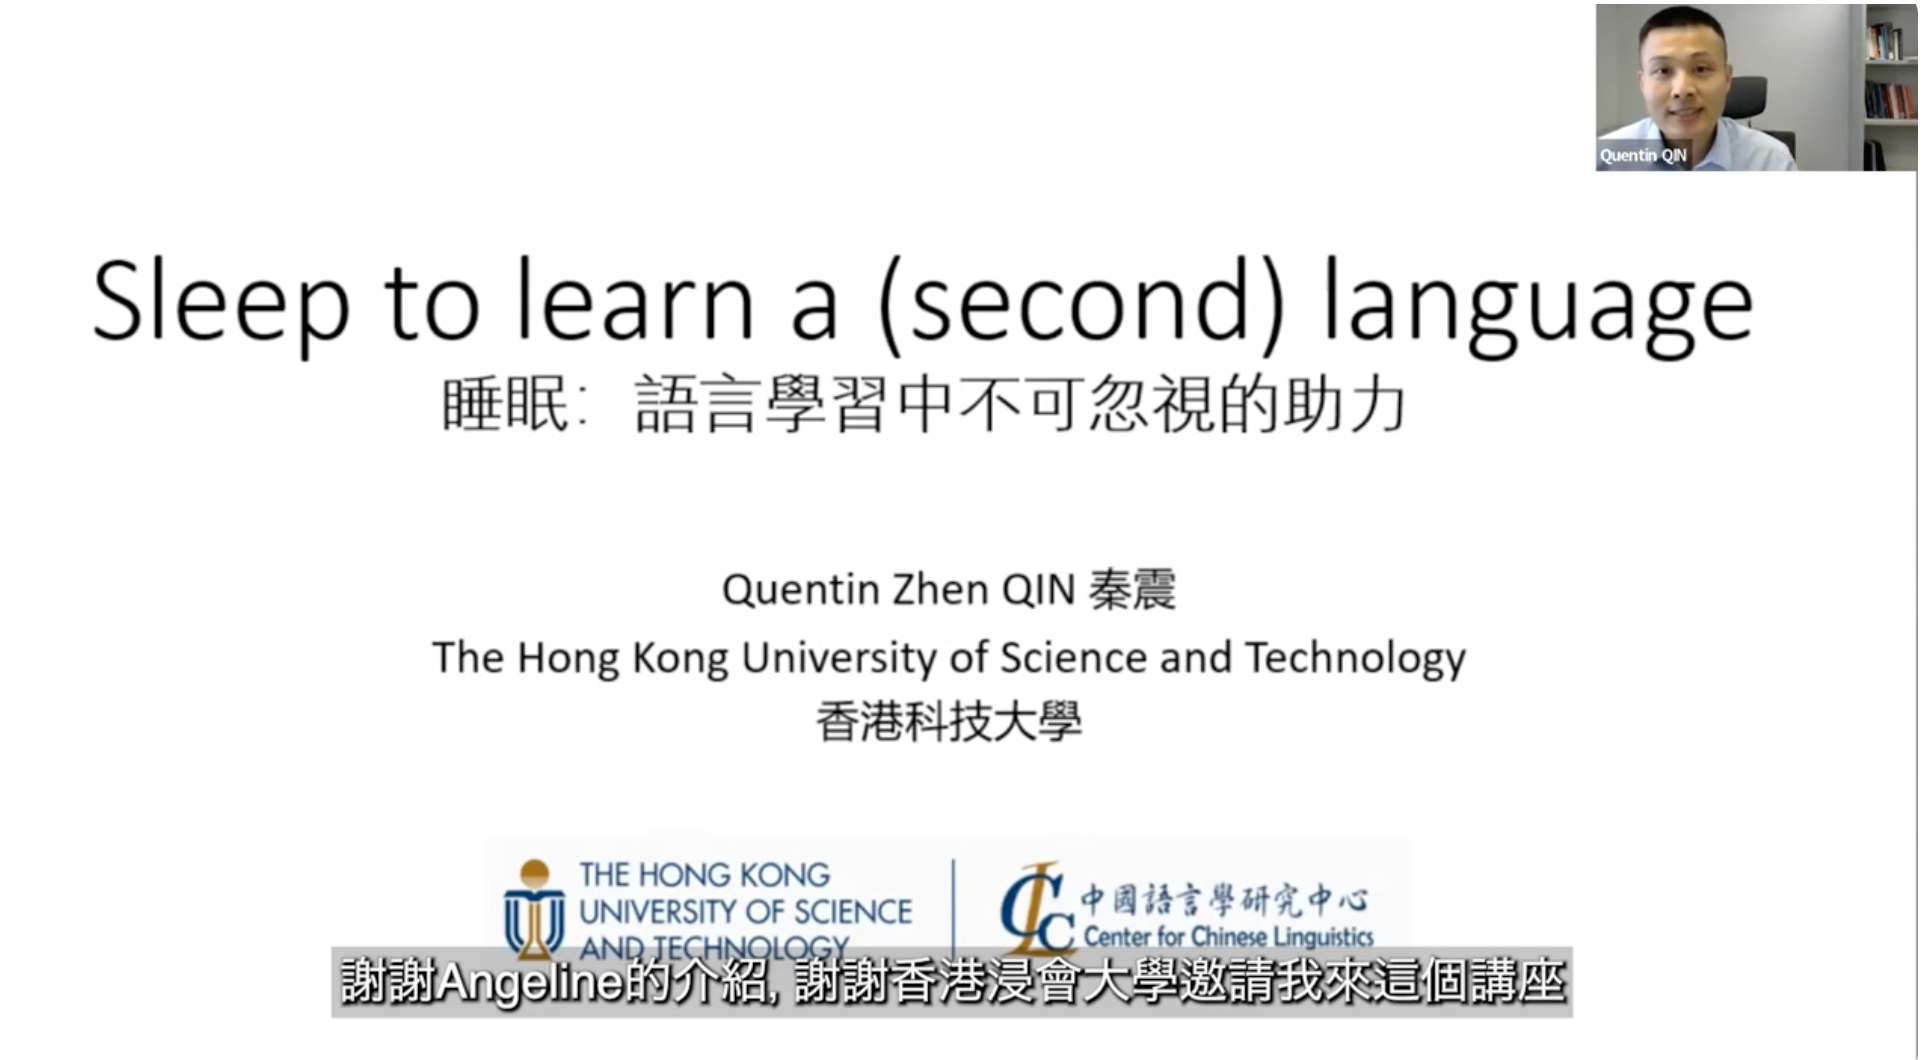 Quentin QIN
Sleep to learn a (second) language
睡眠：語言學習中不可忽視的助力
Quentin Zhen QIN 秦震
The Hong Kong University of Science and Technology
香港科技大學
THE HONG KONG
UNIVERSITY OF SCIENCE
AND TECHNOLOGY
CLC
中國語言學研究中心
Center for Chinese Linguistics
謝謝Angeline的介紹, 謝謝香港浸會大學邀請我來這個講座